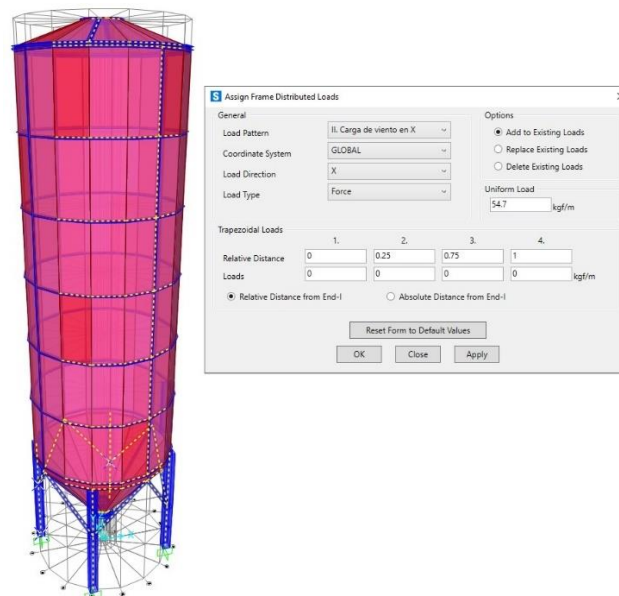 S Assign Frame Distributed Loads
General
Load Pattern II. Carga de viento en X
Coordinate System GLOBAL
Load Direction X
Load Type Force
Options
Add to Existing Loads
Replace Existing Loads
Delete Existing Loads
Uniform Load
54.7 kgf/m
Trapezoidal Loads
1. 2. 3. 4.
Relative Distance 0 0.25 0.75 1
Loads 0 0 0 0 kgf/m
Relative Distance from End-I Absolute Distance from End-I
Reset Form to Default Values
OK Close Apply